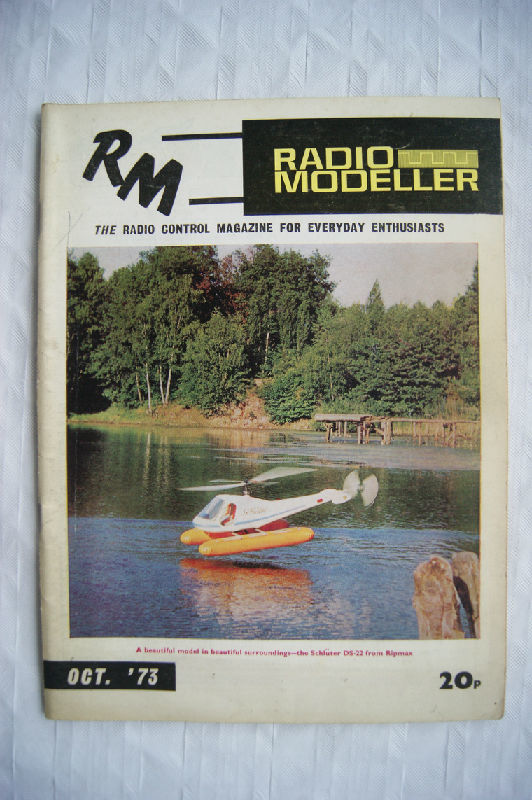 RM
RADIO
MODELLER
THE RADIO CONTROL MAGAZINE FOR EVERYDAY ENTHUSIASTS
A beautiful model in beautiful surroundings—the Schluter DS-22 from Ripmax
OCT. '73
20p